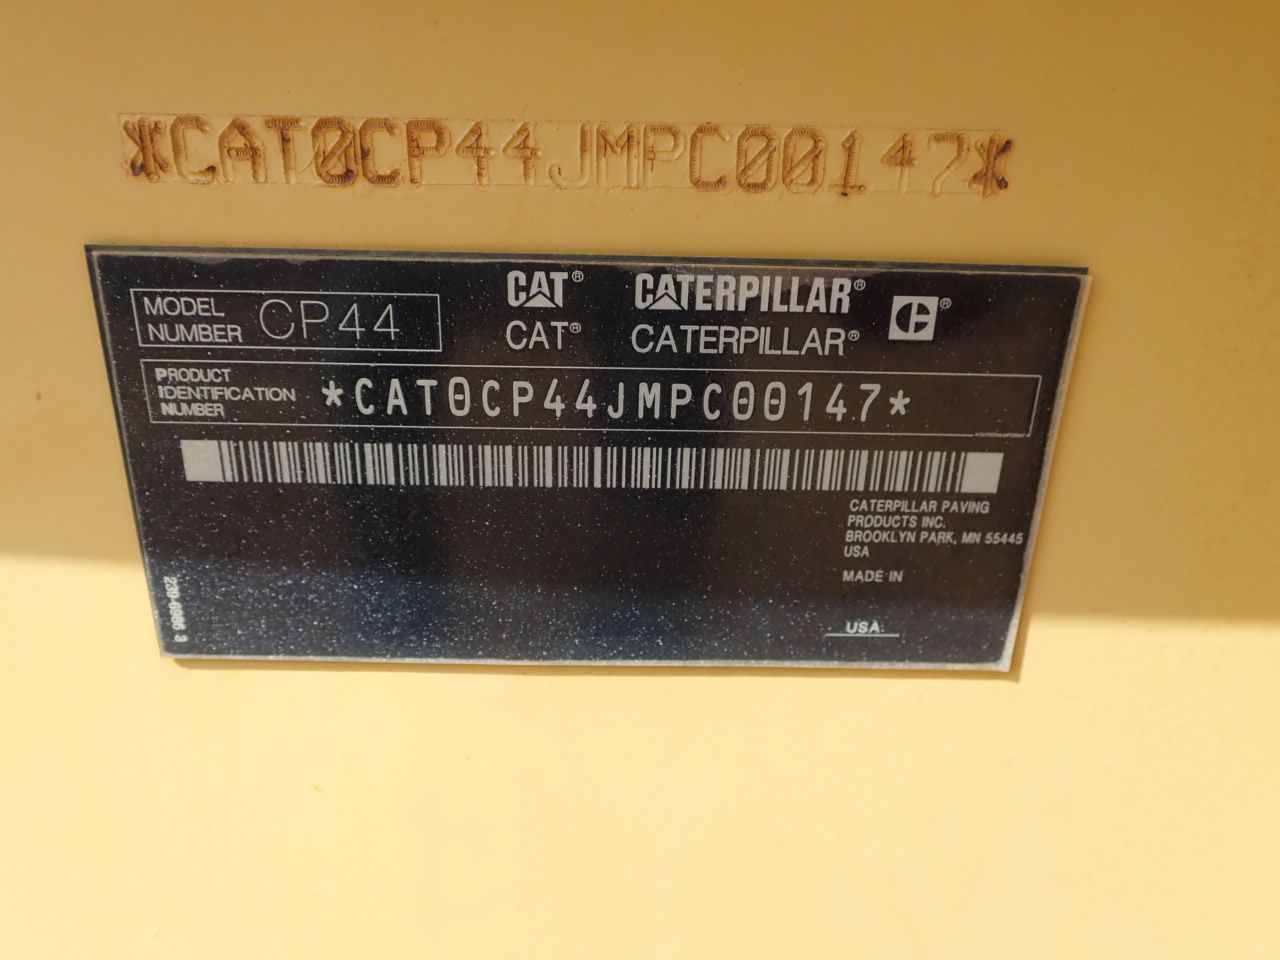 *CAT0CP44JMPC00147*
MODEL NUMBER CP44
CAT® CATERPILLAR® ®
CAT® CATERPILLAR®
PRODUCT IDENTIFICATION NUMBER *CAT0CP44JMPC00147*
CATERPILLAR PAVING
PRODUCTS INC.
BROOKLYN PARK, MN 55445
USA
MADE IN
USA